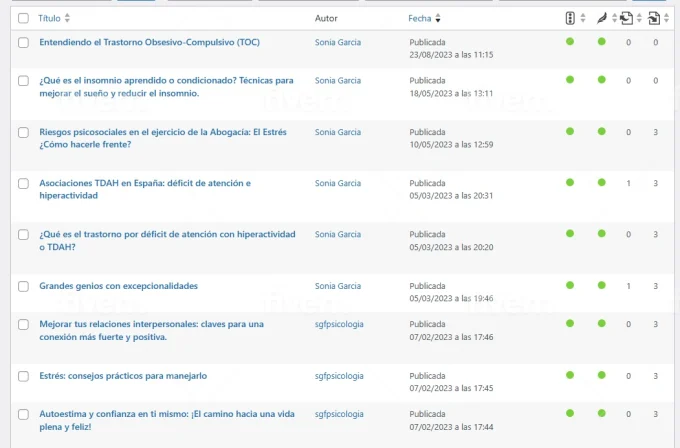 Título Autor Fecha
Entendiendo el Trastorno Obsesivo-Compulsivo (TOC) Sonia Garcia Publicada 0 0
23/08/2023 a las 11:15
¿Qué es el insomnio aprendido o condicionado? Técnicas para Sonia Garcia Publicada 0 0
mejorar el sueño y reducir el insomnio. 18/05/2023 a las 13:11
Riesgos psicosociales en el ejercicio de la Abogacía: El Estrés Sonia Garcia Publicada 0 3
¿Cómo hacerle frente? 10/05/2023 a las 12:59
Asociaciones TDAH en España: déficit de atención e Sonia Garcia Publicada 1 3
hiperactividad 05/03/2023 a las 20:31
¿Qué es el trastorno por déficit de atención con hiperactividad Sonia Garcia Publicada 0 3
o TDAH? 05/03/2023 a las 20:20
Grandes genios con excepcionalidades Sonia Garcia Publicada 1 3
05/03/2023 a las 19:46
Mejorar tus relaciones interpersonales: claves para una sgfpsicologia Publicada 0 3
conexión más fuerte y positiva. 07/02/2023 a las 17:46
Estrés: consejos prácticos para manejarlo sgfpsicologia Publicada 0 3
07/02/2023 a las 17:45
Autoestima y confianza en ti mismo: ¡El camino hacia una vida sgfpsicologia Publicada 0 3
plena y feliz! 07/02/2023 a las 17:44